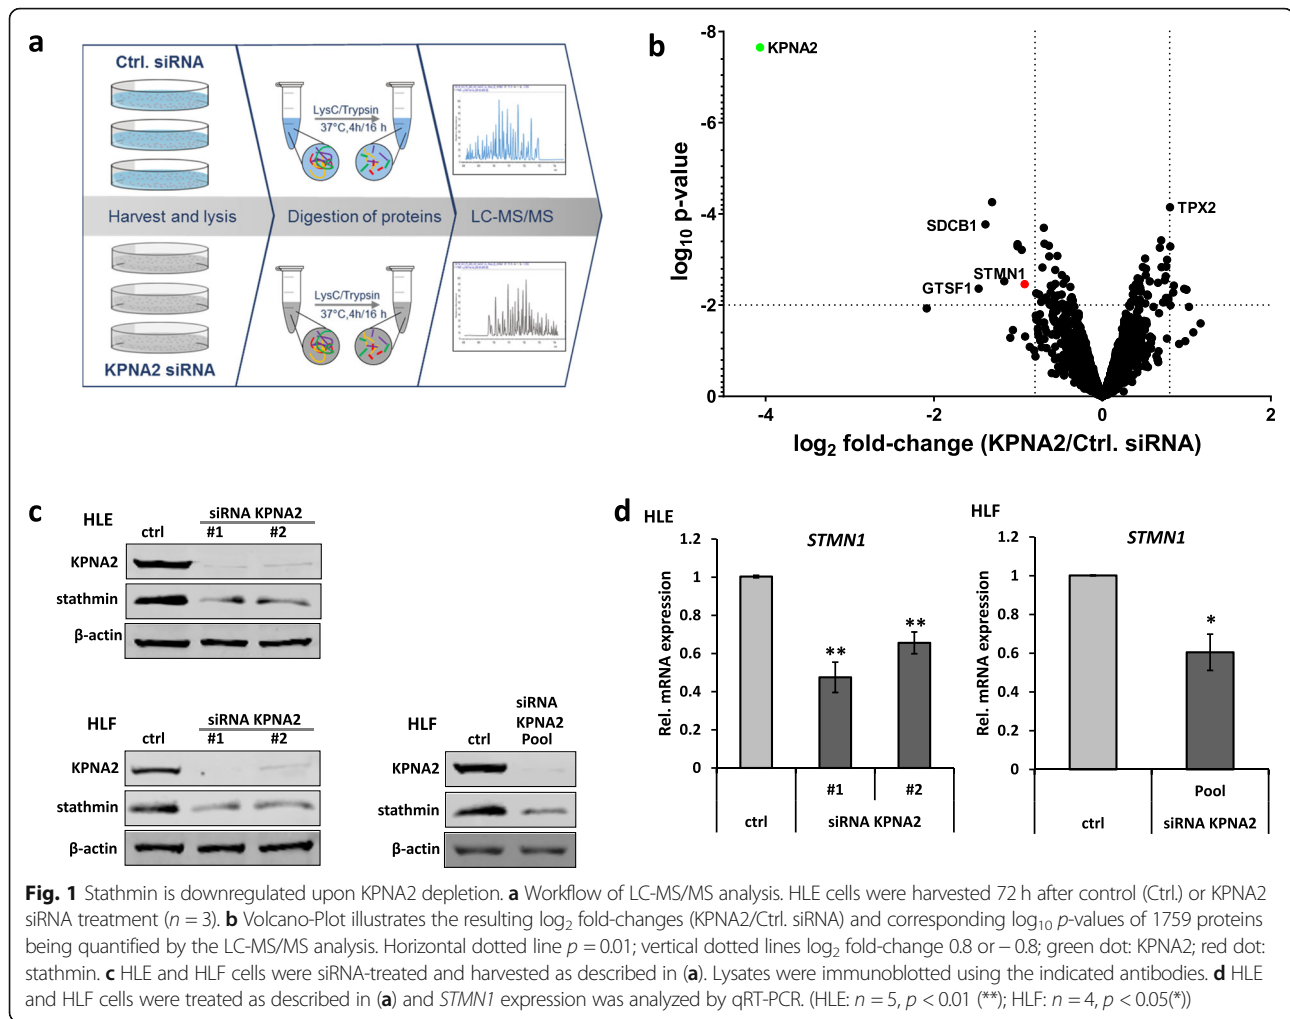 a
Ctrl. siRNA
LysC/Trypsin
37°C,4h/16 h
Harvest and lysis
Digestion of proteins
LC-MS/MS
LysC/Trypsin
37°C,4h/16 h
KPNA2 siRNA
b
-8
-6
-4
-2
0
log10 p-value
KPNA2
TPX2
SDCB1
STMN1
GTSF1
-4
-2
0
2
log2 fold-change (KPNA2/Ctrl. siRNA)
c
HLE
siRNA KPNA2
ctrl
#1
#2
KPNA2
stathmin
β-actin
HLF
siRNA KPNA2
ctrl
#1
#2
KPNA2
stathmin
β-actin
HLF
siRNA
KPNA2
ctrl
Pool
KPNA2
stathmin
β-actin
d
HLE
STMN1
Rel. mRNA expression
1.2
1
0.8
0.6
0.4
0.2
0
**
**
#1
#2
ctrl
siRNA KPNA2
HLF
STMN1
Rel. mRNA expression
1.2
1
0.8
0.6
0.4
0.2
0
*
Pool
ctrl
siRNA KPNA2
Fig. 1 Stathmin is downregulated upon KPNA2 depletion. a Workflow of LC-MS/MS analysis. HLE cells were harvested 72 h after control (Ctrl.) or KPNA2
siRNA treatment (n = 3). b Volcano-Plot illustrates the resulting log2 fold-changes (KPNA2/Ctrl. siRNA) and corresponding log10 p-values of 1759 proteins
being quantified by the LC-MS/MS analysis. Horizontal dotted line p = 0.01; vertical dotted lines log2 fold-change 0.8 or − 0.8; green dot: KPNA2; red dot:
stathmin. c HLE and HLF cells were siRNA-treated and harvested as described in (a). Lysates were immunoblotted using the indicated antibodies. d HLE
and HLF cells were treated as described in (a) and STMN1 expression was analyzed by qRT-PCR. (HLE: n = 5, p < 0.01 (**); HLF: n = 4, p < 0.05(*))